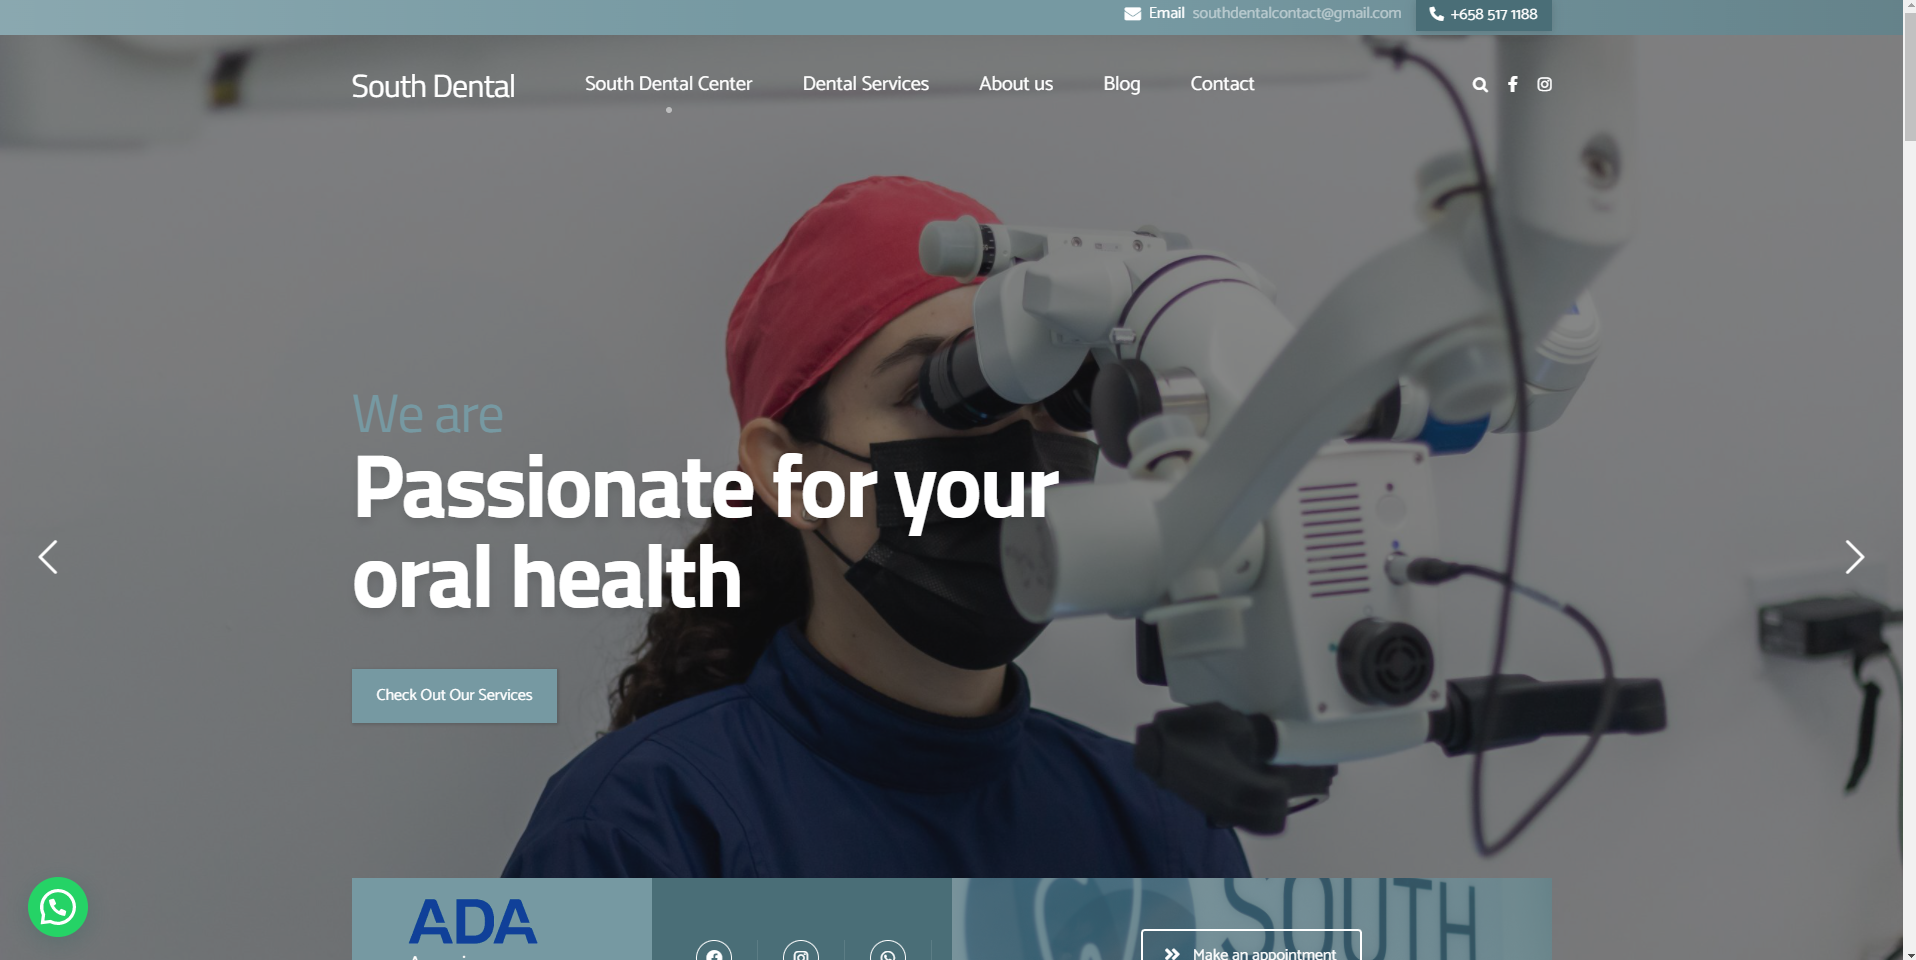 Email southdentalcontact@gmail.com +658 517 1188
South Dental South Dental Center Dental Services About us Blog Contact
We are
Passionate for your
oral health
Check Out Our Services
ADA
SOUTH
Make an appointment